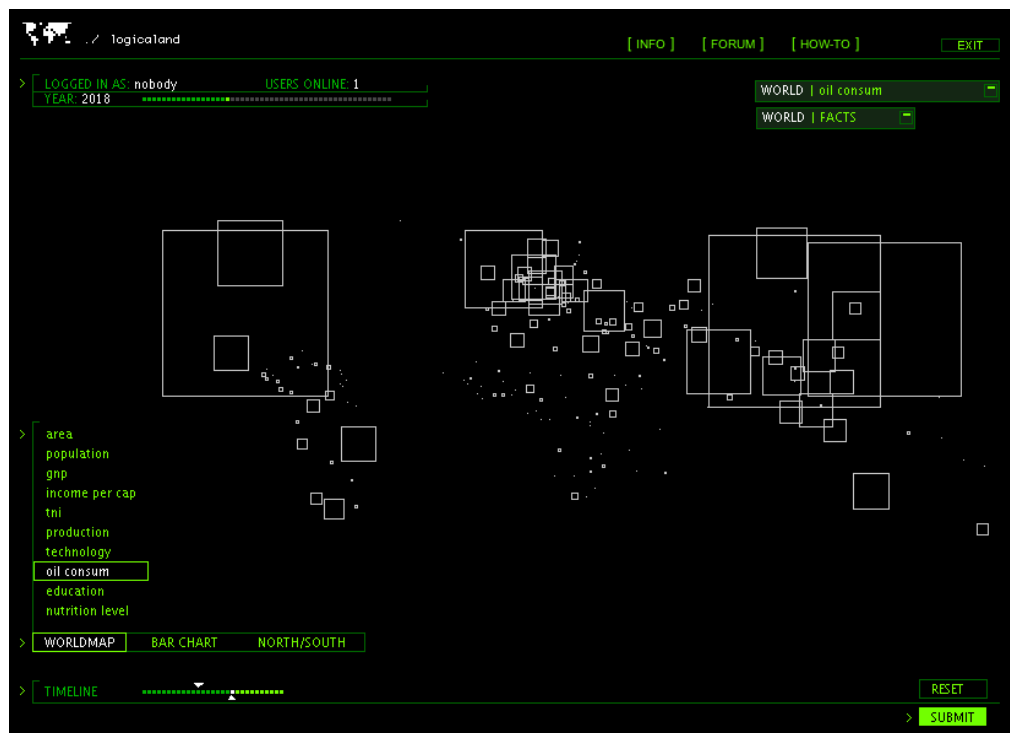 ./ logicaland
[ INFO ] [ FORUM ] [ HOW-TO ] EXIT
> LOGGED IN AS: nobody USERS ONLINE: 1
YEAR: 2018
WORLD | oil consum
WORLD | FACTS
> area
population
gnp
income per cap
tni
production
technology
oil consum
education
nutrition level
> WORLDMAP BAR CHART NORTH/SOUTH
> TIMELINE
RESET
> SUBMIT